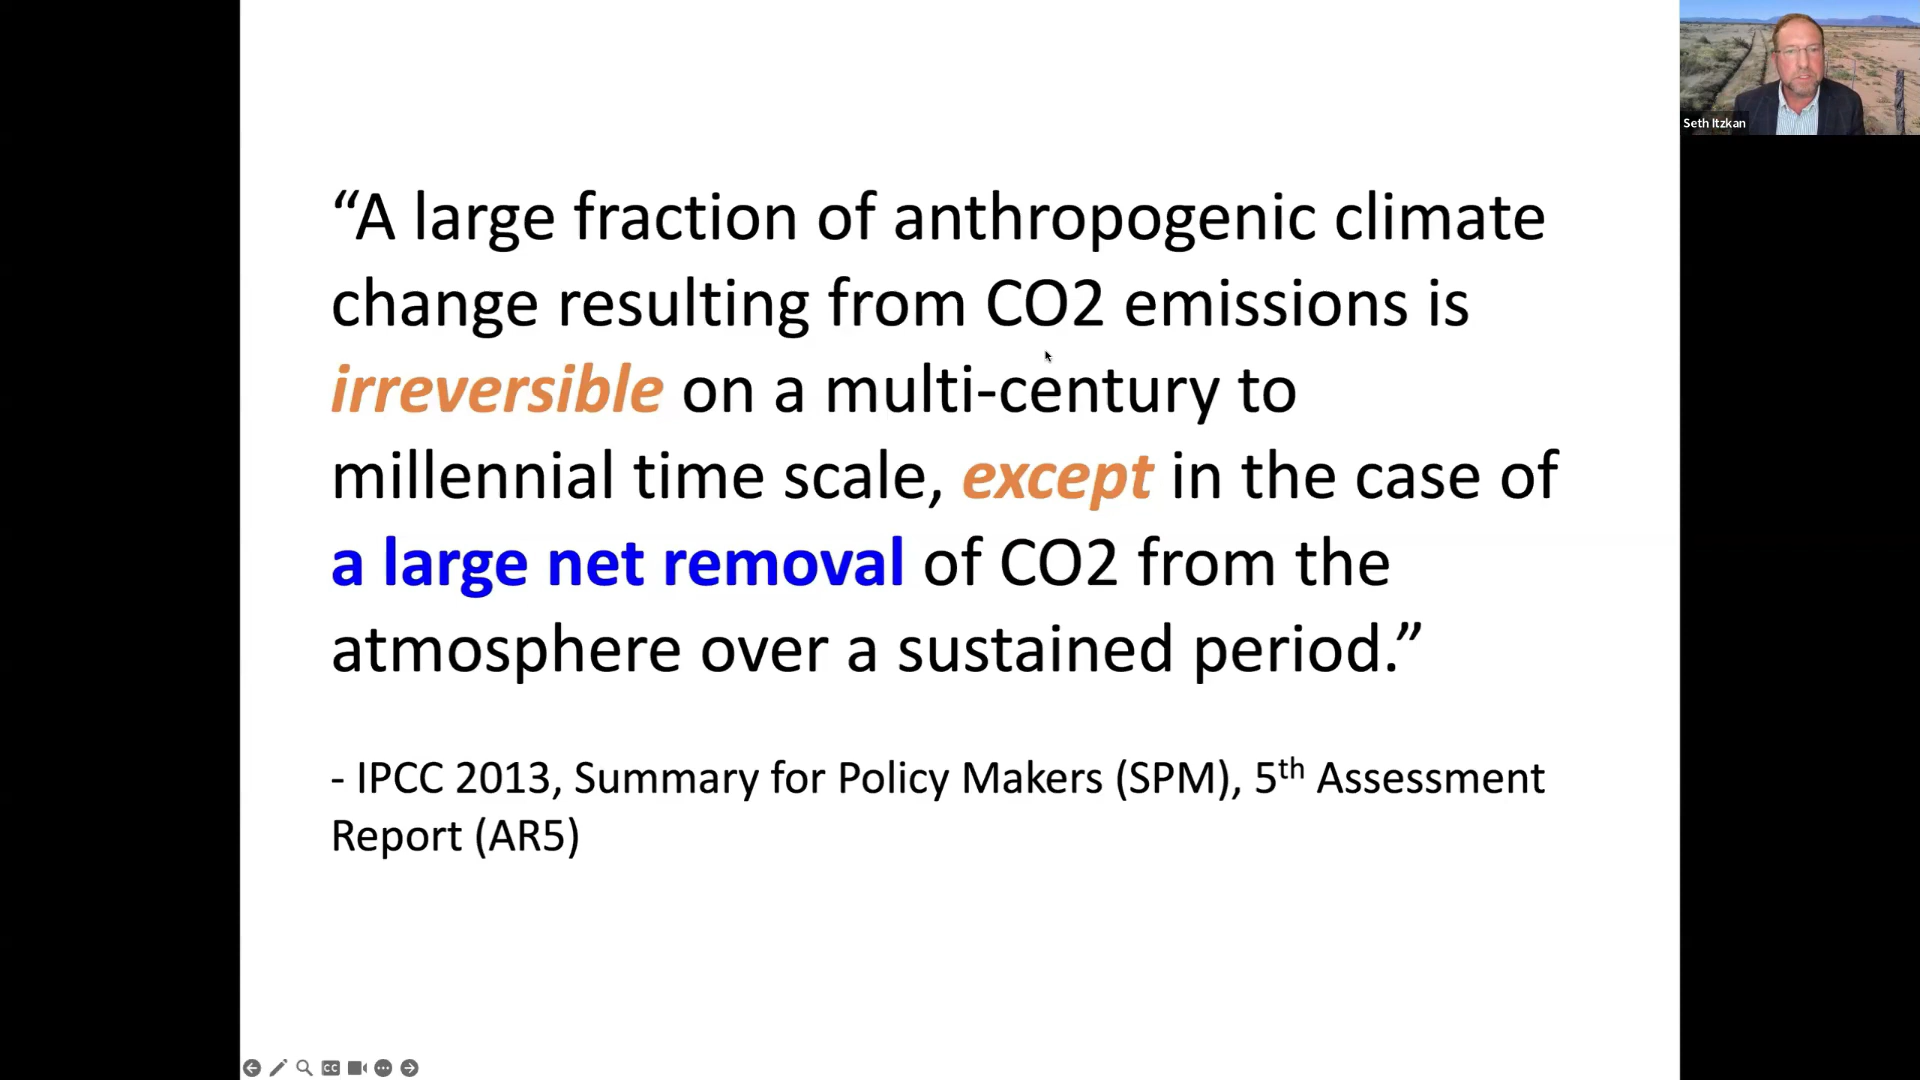 Seth Itzkan
“A large fraction of anthropogenic climate
change resulting from CO2 emissions is
irreversible on a multi-century to
millennial time scale, except in the case of
a large net removal of CO2 from the
atmosphere over a sustained period.”
- IPCC 2013, Summary for Policy Makers (SPM), 5th Assessment
Report (AR5)
CC